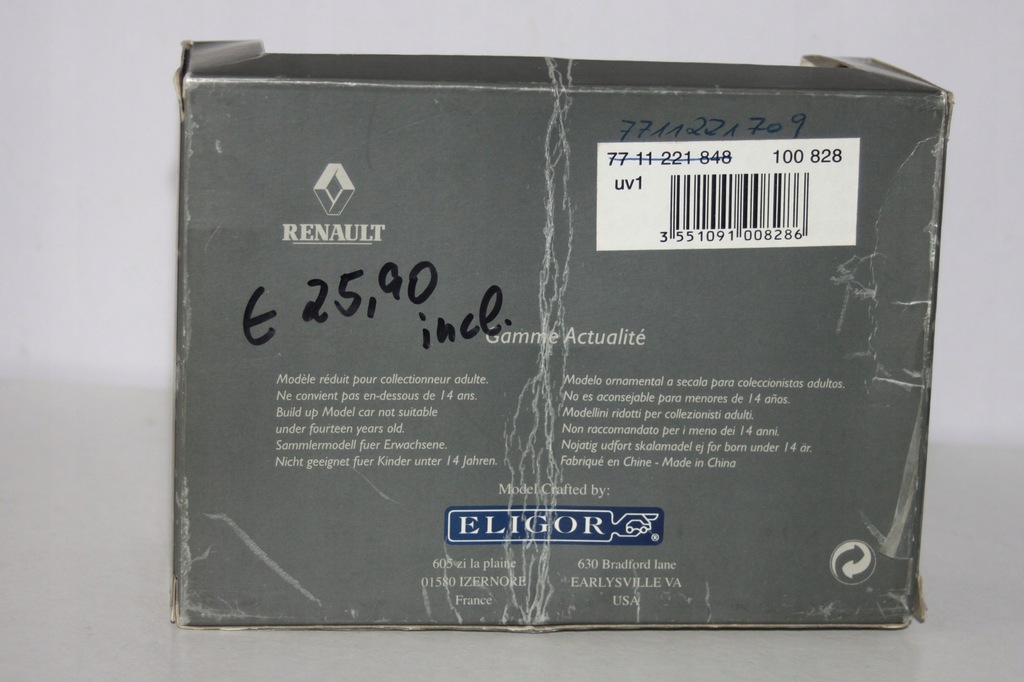 7711221709
77 11 221 848 100 828
uv1
3 551091 008286
RENAULT
€ 25,90
incl.
Gamme Actualité
Modèle réduit pour collectionneur adulte.
Ne convient pas en-dessous de 14 ans.
Build up Model car not suitable
under fourteen years old.
Sammlermodell fuer Erwachsene.
Nicht geeignet fuer Kinder unter 14 Jahren.
Modelo ornamental a secala para coleccionistas adultos.
No es aconsejable para menores de 14 años.
Modellini ridotti per collezionisti adulti.
Non raccomandato per i meno dei 14 anni.
Nojatig udfort skalamadel ej for born under 14 år.
Fabriqué en Chine - Made in China
Model Crafted by:
ELIGOR ®
605 zi la plaine
01580 IZERNORE
France
630 Bradford lane
EARLYSVILLE VA
USA